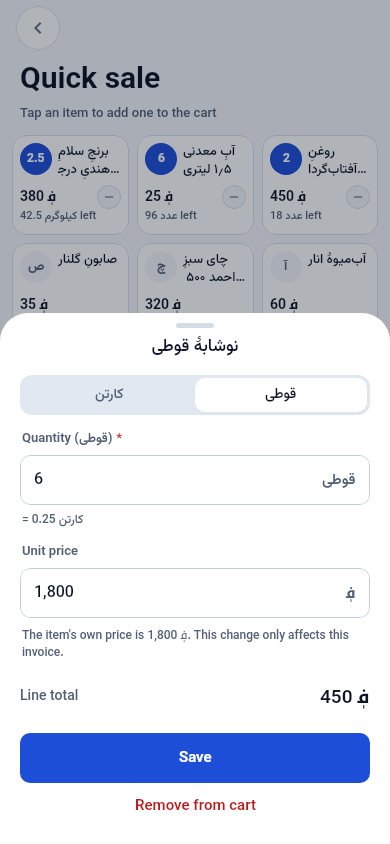 Quick sale
Tap an item to add one to the cart
2.5 برنجِ سلامِ
هندیِ درج...
380 ؋
42.5 کیلوگرم left
6 آبِ معدنی
۱٫۵ لیتری
25 ؋
96 عدد left
2 روغنِ
آفتاب‌گردا...
450 ؋
18 عدد left
ص صابونِ گلنار
35 ؋
چ چای سبزِ
احمد ۵۰۰...
320 ؋
آ آب‌میوهٔ انار
60 ؋
نوشابهٔ قوطی
کارتن
قوطی
Quantity (قوطی) *
6 قوطی
= 0.25 کارتن
Unit price
1,800 ؋
The item's own price is 1,800 ؋. This change only affects this
invoice.
Line total 450 ؋
Save
Remove from cart